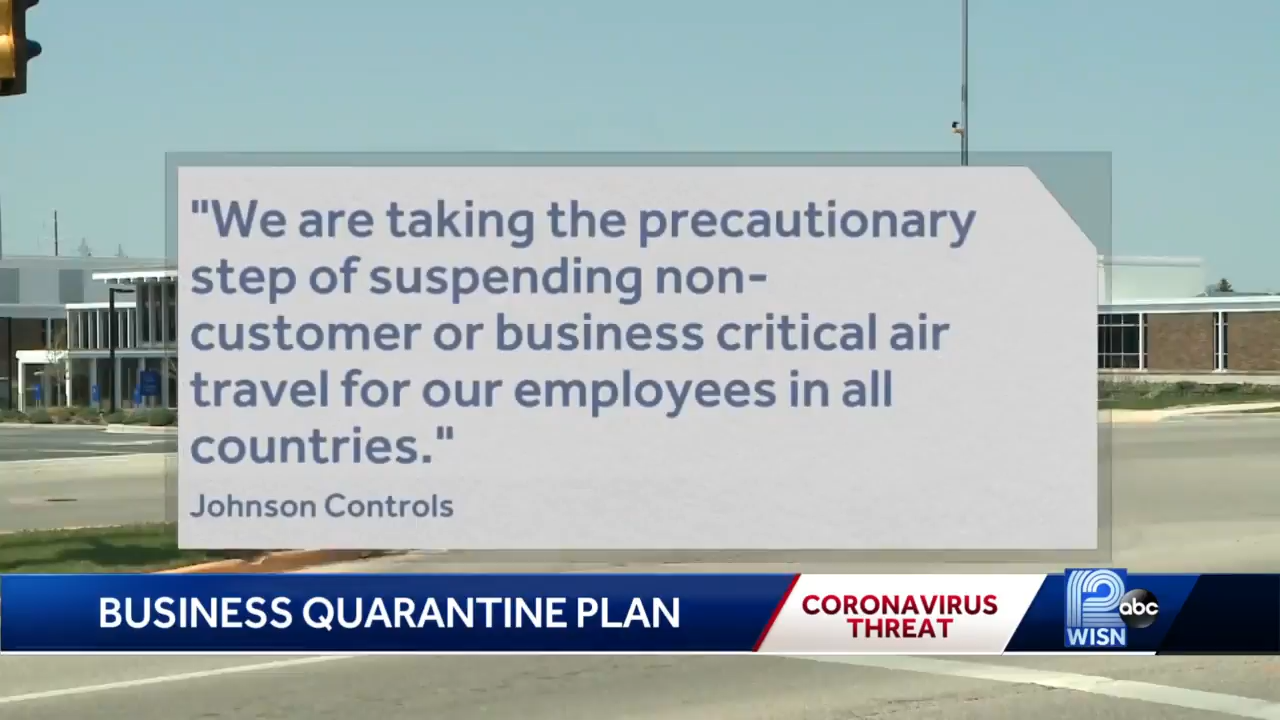 "We are taking the precautionary
step of suspending non-
customer or business critical air
travel for our employees in all
countries."
Johnson Controls
BUSINESS QUARANTINE PLAN
CORONAVIRUS
THREAT
12
abc
WISN